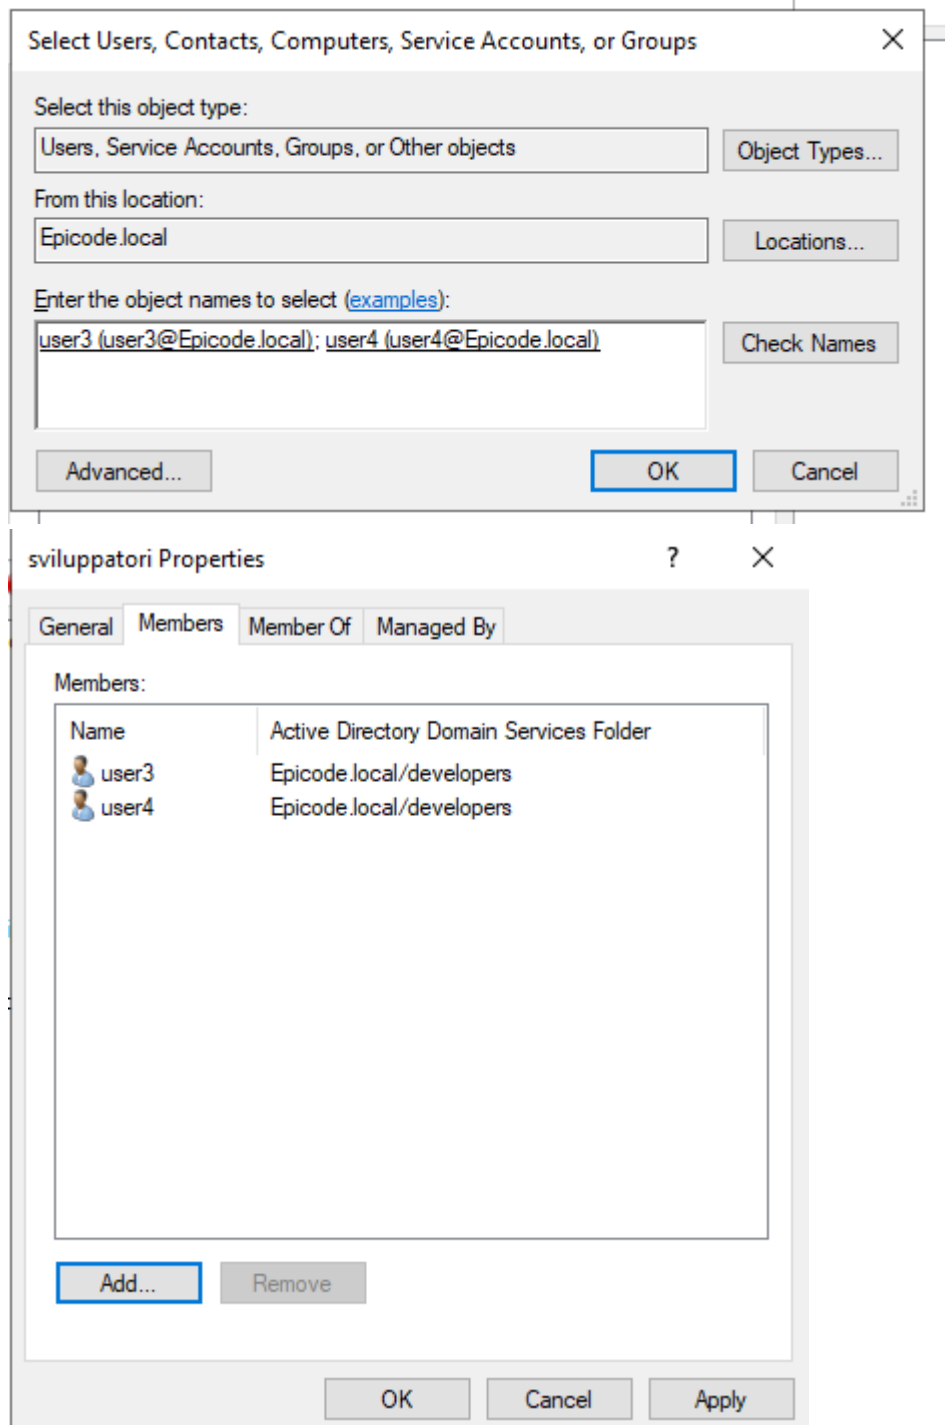 Select Users, Contacts, Computers, Service Accounts, or Groups
Select this object type:
Users, Service Accounts, Groups, or Other objects
Object Types...
From this location:
Epicode.local
Locations...
Enter the object names to select (examples):
user3 (user3@Epicode.local); user4 (user4@Epicode.local)
Check Names
Advanced...
OK
Cancel
sviluppatori Properties
?
General
Members
Member Of
Managed By
Members:
Name
Active Directory Domain Services Folder
user3
Epicode.local/developers
user4
Epicode.local/developers
Add...
Remove
OK
Cancel
Apply